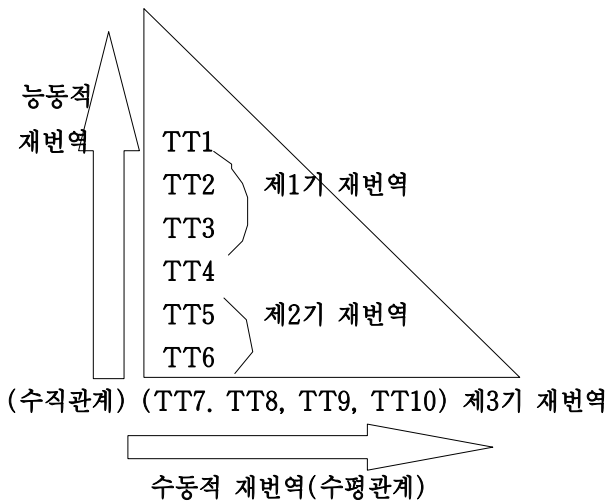 능동적
재번역
TT1
TT2 제1기 재번역
TT3
TT4
TT5 제2기 재번역
TT6
(수직관계) (TT7. TT8, TT9, TT10) 제3기 재번역
수동적 재번역(수평관계)